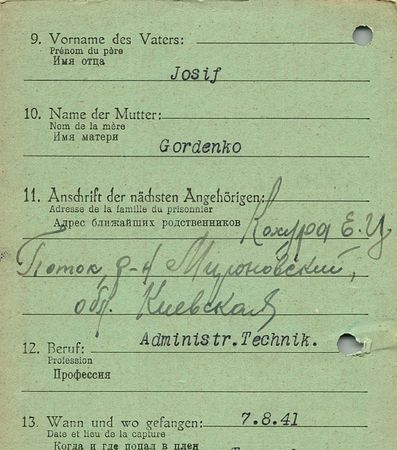 9. Vorname des Vaters:
Prénom du père
Имя отца
Josif
10. Name der Mutter:
Nom de la mère
Имя матери
Gordenko
11. Anschrift der nächsten Angehörigen:
Adresse de la famille du prisonnier
Адрес ближайших родственников
Кохура Е.И
Поток, р-н Мироновский,
обл. Киевская
12. Beruf: Administr.Technik.
Profession
Профессия
13. Wann und wo gefangen: 7.8.41
Date et lieu de la capture
Когда и где попал в плен